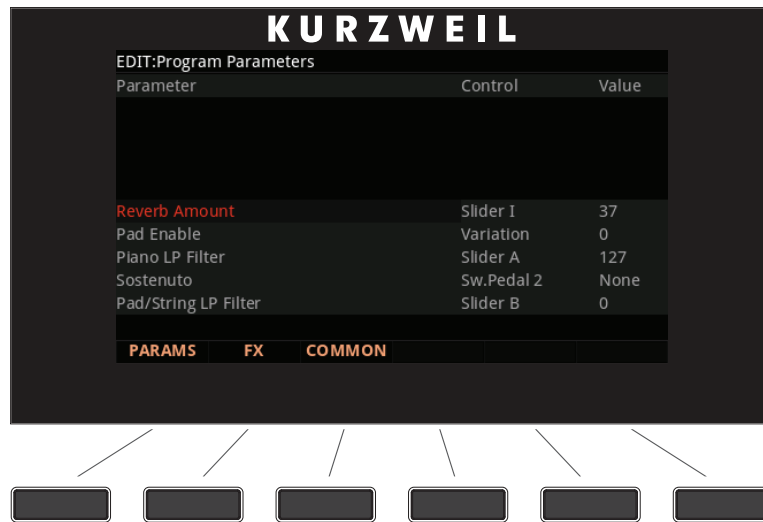 KURZWEIL
EDIT:Program Parameters
Parameter Control Value
Reverb Amount Slider I 37
Pad Enable Variation 0
Piano LP Filter Slider A 127
Sostenuto Sw.Pedal 2 None
Pad/String LP Filter Slider B 0
PARAMS FX COMMON